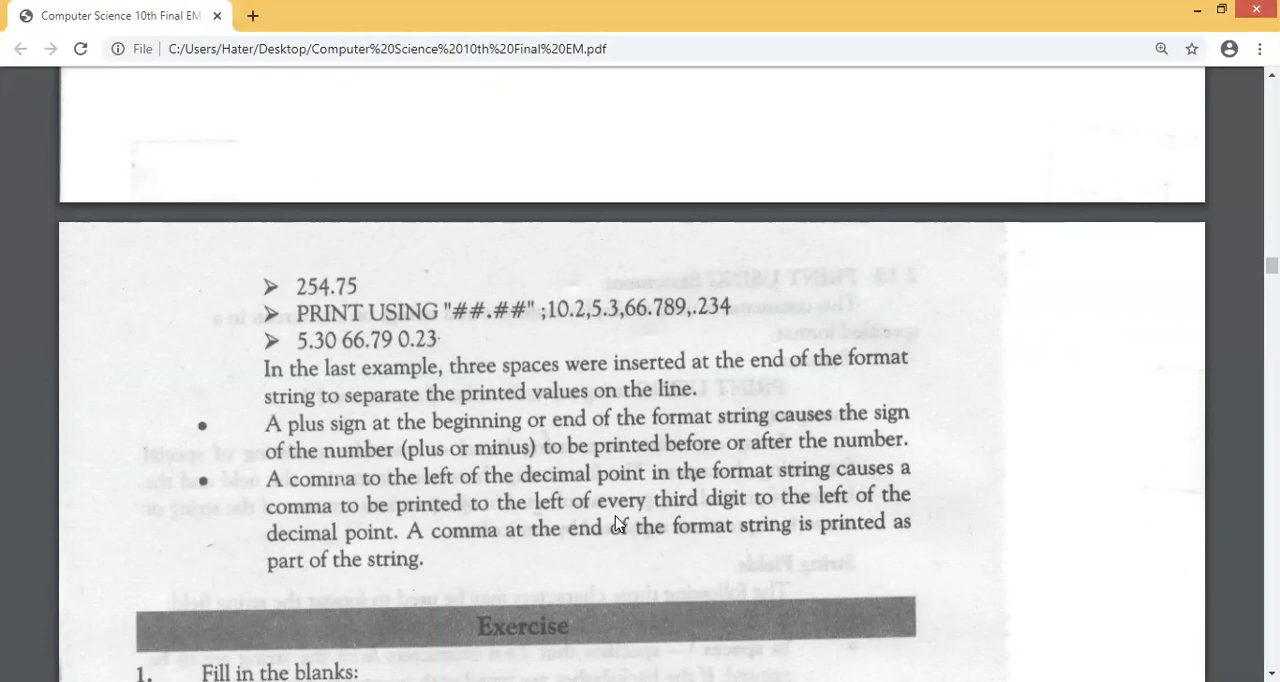 Computer Science 10th Final EM
File
C:/Users/Hater/Desktop/Computer%20Science%2010th%20Final%20EM.pdf
➢ 254.75
➢ PRINT USING "##.##" ;10.2,5.3,66.789,.234
➢ 5.30 66.79 0.23
In the last example, three spaces were inserted at the end of the format
string to separate the printed values on the line.
• A plus sign at the beginning or end of the format string causes the sign
of the number (plus or minus) to be printed before or after the number.
• A comma to the left of the decimal point in the format string causes a
comma to be printed to the left of every third digit to the left of the
decimal point. A comma at the end of the format string is printed as
part of the string.
Exercise
1. Fill in the blanks: